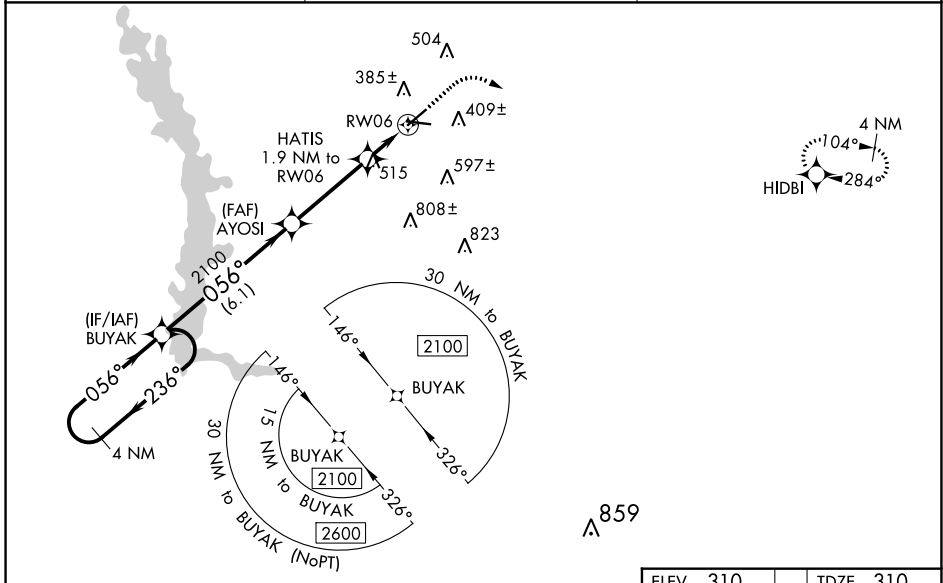 504
385±
RW06
409±
4 NM
104°
284°
HIDBI
HATIS
1.9 NM to
RW06
515
597±
(FAF)
AYOSI
808±
823
2100
056°
(6.1)
(IF/IAF)
BUYAK
056°
236°
4 NM
30 NM to BUYAK
146°
2100
BUYAK
326°
146°
BUYAK
2100
15 NM to BUYAK
326°
2600
30 NM to BUYAK (NoPT)
859
ELEV 310
TDZE 310